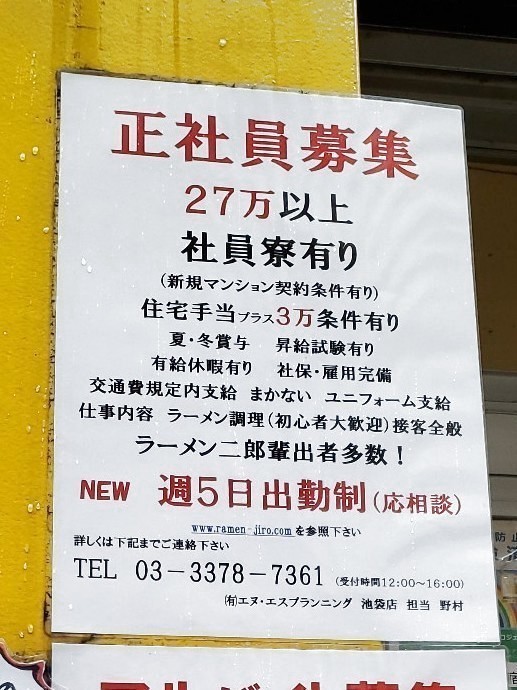 正社員募集
27万以上
社員寮有り
(新規マンション契約条件有り)
住宅手当プラス3万条件有り
夏・冬賞与 昇給試験有り
有給休暇有り 社保・雇用完備
交通費規定内支給 まかない ユニフォーム支給
仕事内容 ラーメン調理(初心者大歓迎)接客全般
ラーメン二郎輩出者多数!
NEW 週5日出勤制(応相談)
www.ramen-jiro.comを参照下さい
詳しくは下記までご連絡下さい
TEL 03-3378-7361 (受付時間12:00~16:00)
(有)エヌ・エスプランニング 池袋店 担当 野村